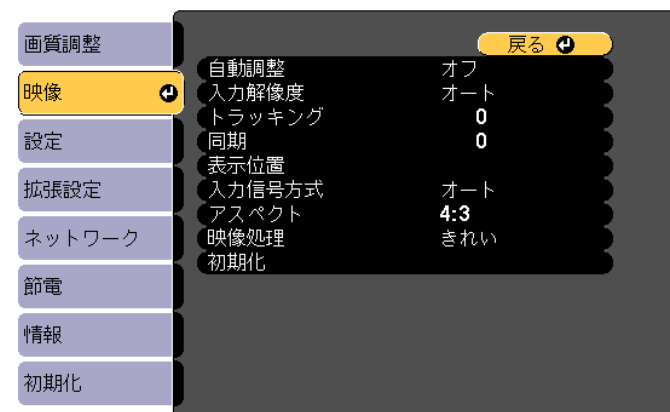 画質調整
映像
設定
拡張設定
ネットワーク
節電
情報
初期化
戻る
自動調整 オフ
入力解像度 オート
トラッキング 0
同期 0
表示位置
入力信号方式 オート
アスペクト 4:3
映像処理 きれい
初期化